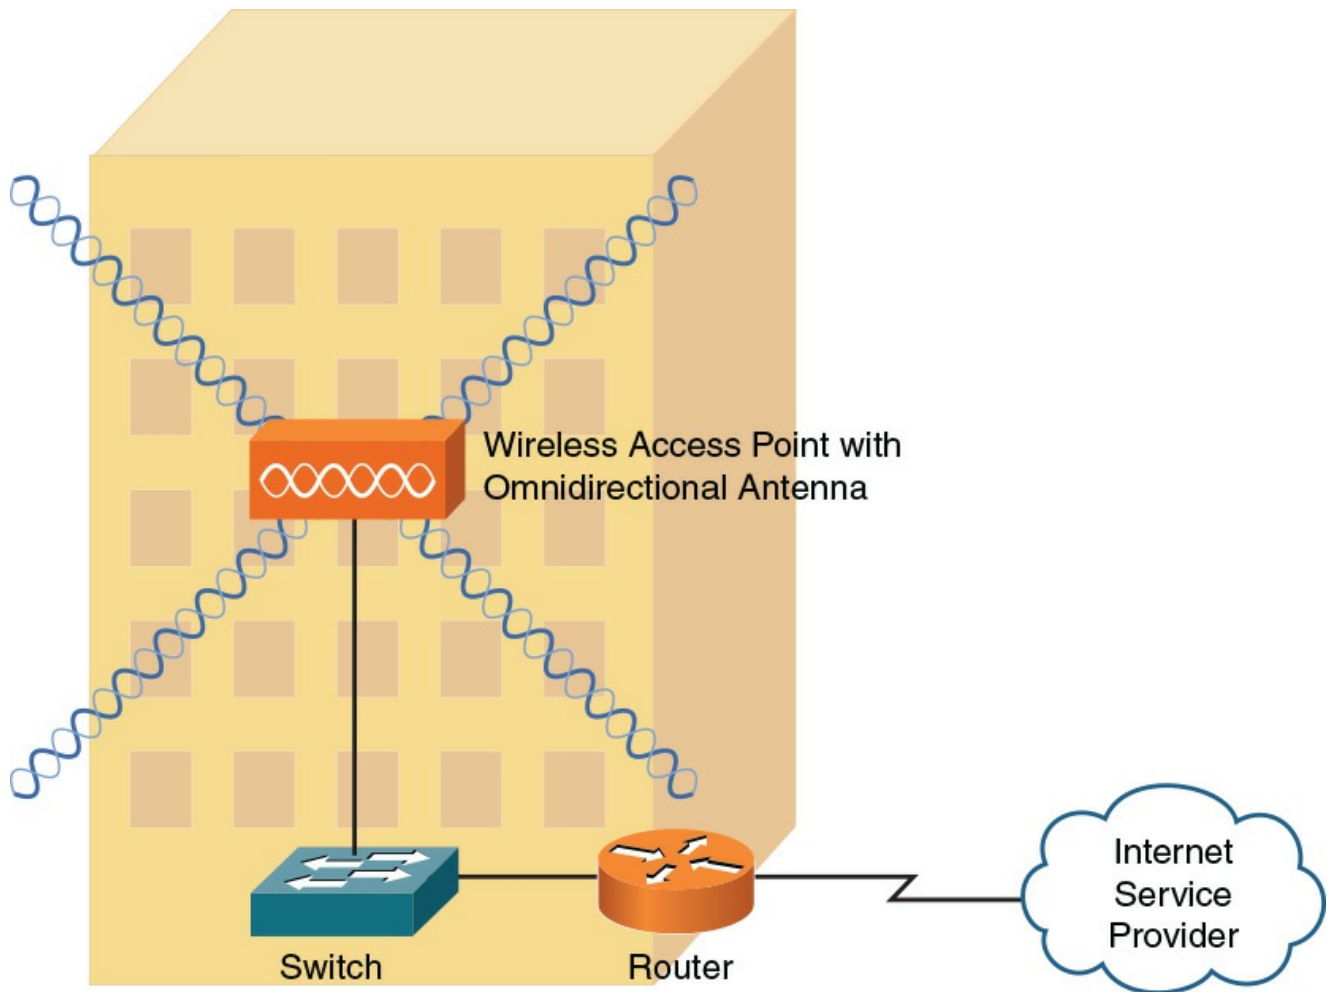 Wireless Access Point with
Omnidirectional Antenna
Internet
Service
Provider
Switch
Router